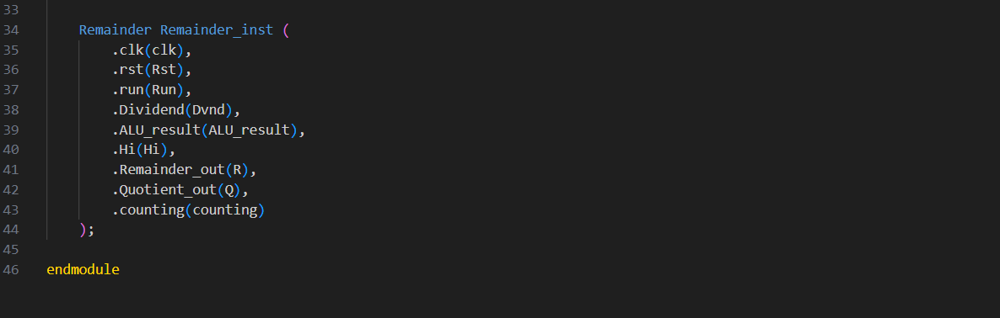 33
34 Remainder Remainder_inst (
35 .clk(clk),
36 .rst(Rst),
37 .run(Run),
38 .Dividend(Dvnd),
39 .ALU_result(ALU_result),
40 .Hi(Hi),
41 .Remainder_out(R),
42 .Quotient_out(Q),
43 .counting(counting)
44 );
45
46 endmodule